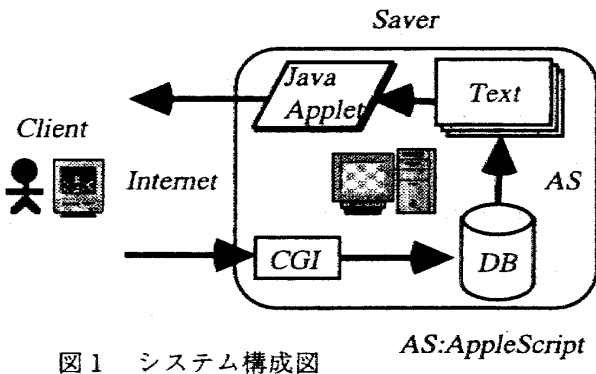 Saver
Java
Applet
Text
Client
Internet
AS
CGI
DB
AS:AppleScript
図1 システム構成図